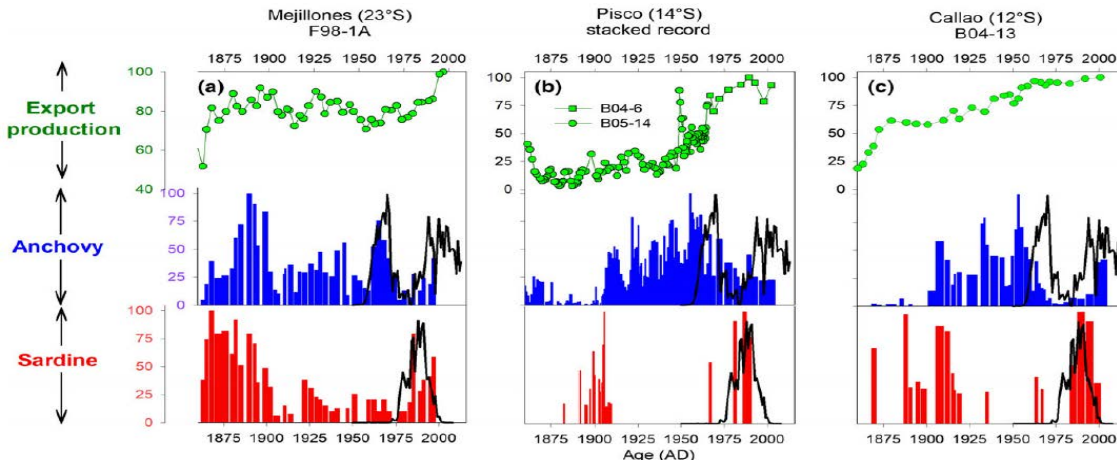 Mejillones (23°S)
F98-1A
Pisco (14°S)
stacked record
Callao (12°S)
B04-13
1875 1900 1925 1950 1975 2000
1875 1900 1925 1950 1975 2000
1875 1900 1925 1950 1975 2000
Export
production
100
80
60
40
(a)
100
75
50
25
0
(b)
B04-6
B05-14
100
75
50
25
0
(c)
Anchovy
100
75
50
25
0
Sardine
100
75
50
25
0
1875 1900 1925 1950 1975 2000
1875 1900 1925 1950 1975 2000
1875 1900 1925 1950 1975 2000
Age (AD)